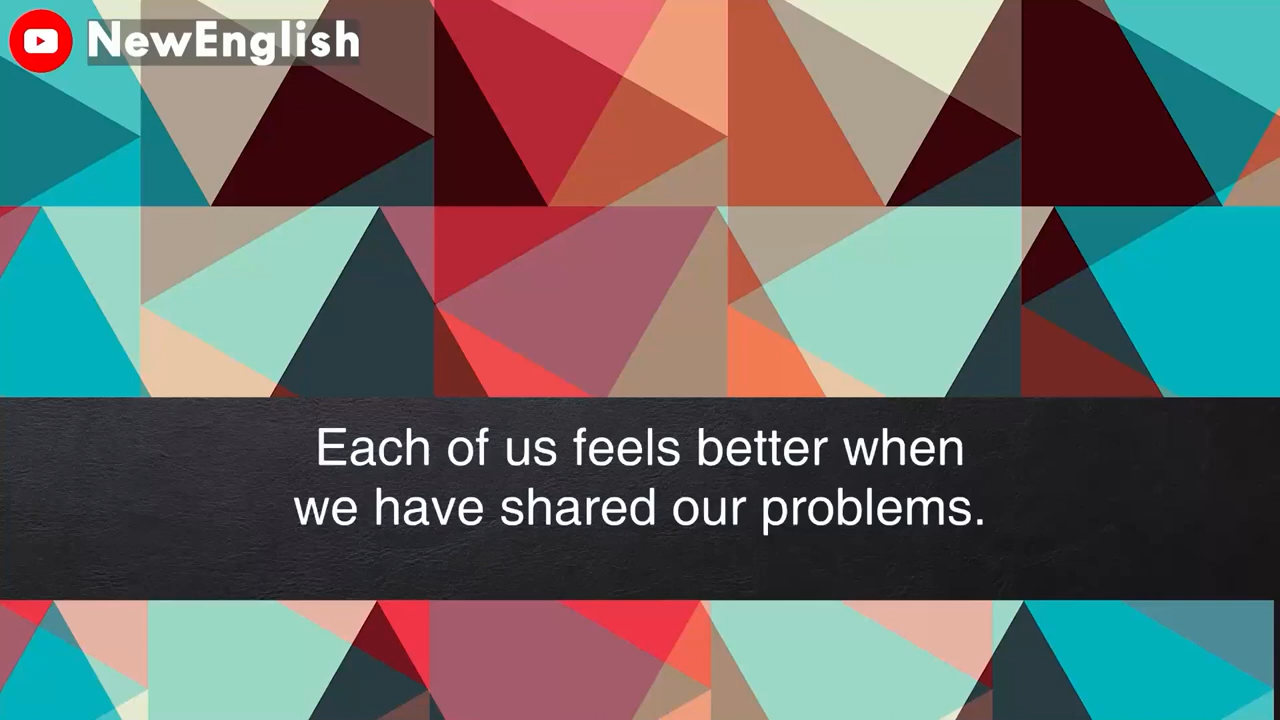 NewEnglish
Each of us feels better when
we have shared our problems.